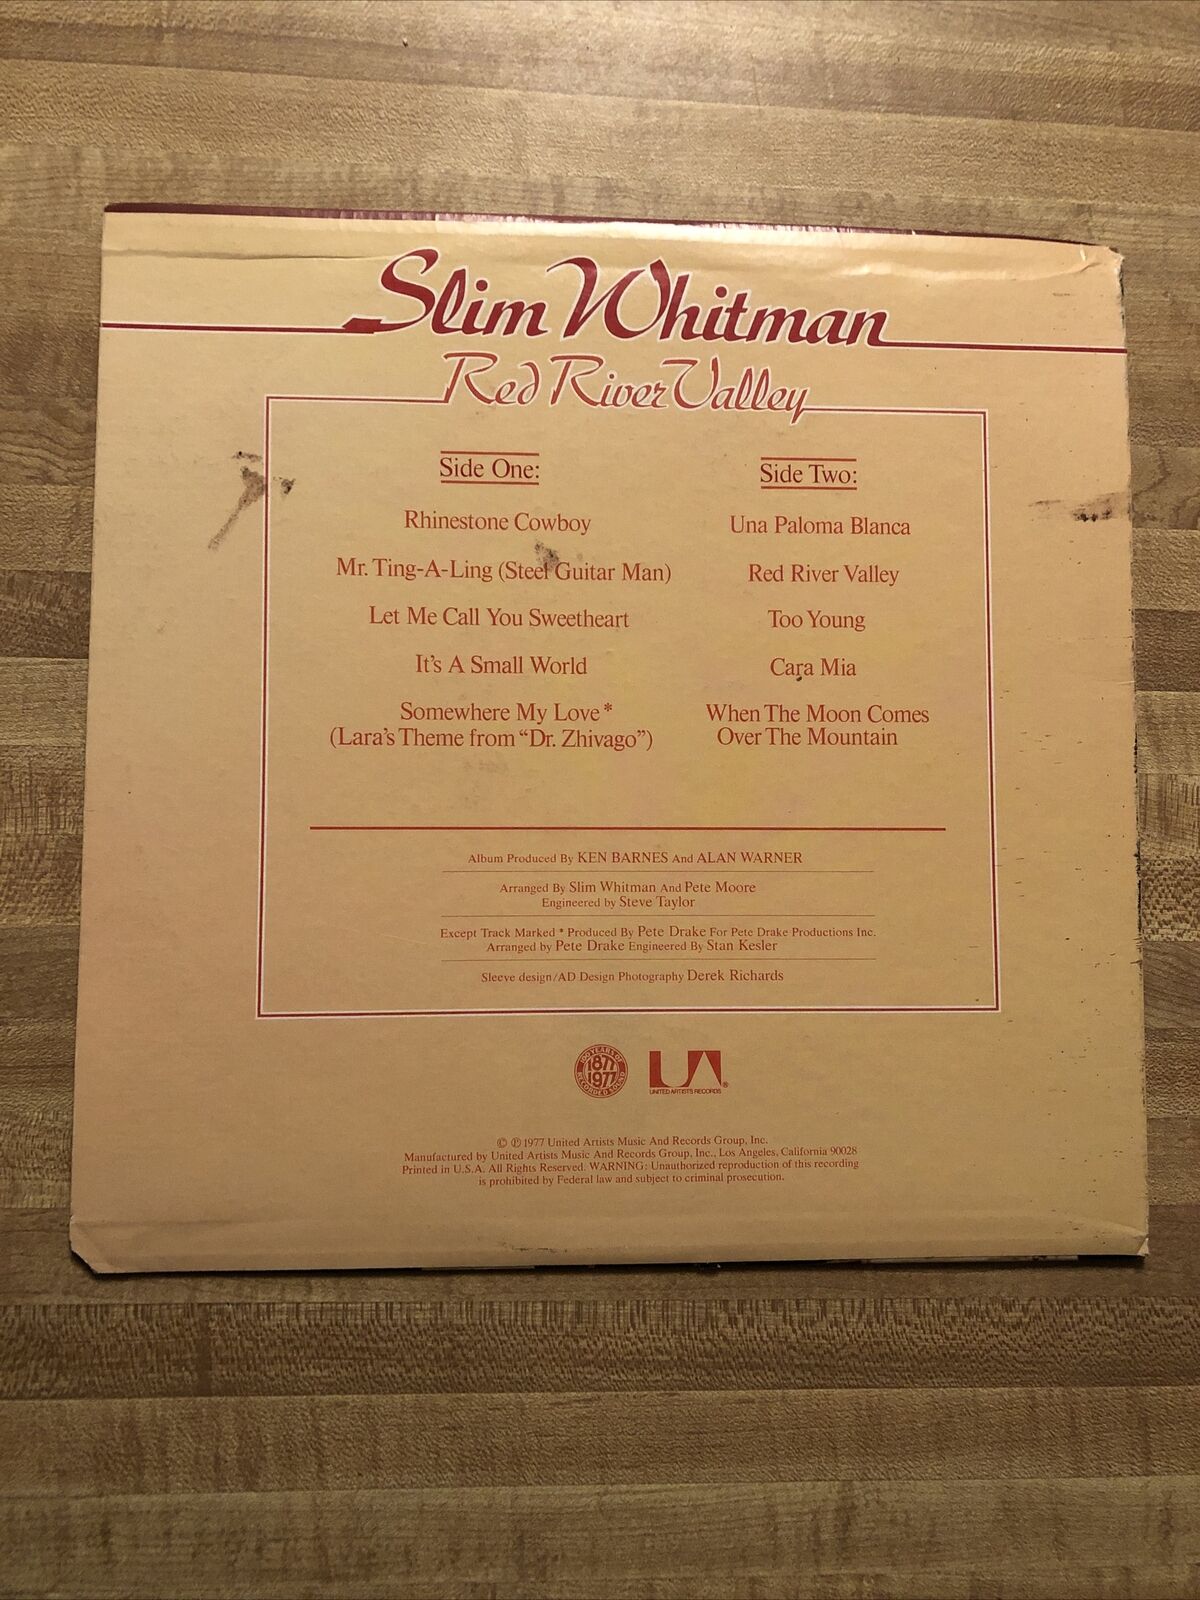 Slim Whitman
Red River Valley
Side One:
Rhinestone Cowboy
Mr. Ting-A-Ling (Steel Guitar Man)
Let Me Call You Sweetheart
It's A Small World
Somewhere My Love*
(Lara's Theme from “Dr. Zhivago”)
Side Two:
Una Paloma Blanca
Red River Valley
Too Young
Cara Mia
When The Moon Comes
Over The Mountain
Album Produced By KEN BARNES And ALAN WARNER
Arranged By Slim Whitman And Pete Moore
Engineered by Steve Taylor
Except Track Marked * Produced By Pete Drake For Pete Drake Productions Inc.
Arranged by Pete Drake Engineered By Stan Kesler
Sleeve design/AD Design Photography Derek Richards
100 YEARS OF
1877
1977
RECORDED SOUND
UA®
UNITED ARTISTS RECORDS
© ℗ 1977 United Artists Music And Records Group, Inc.
Manufactured by United Artists Music And Records Group, Inc., Los Angeles, California 90028
Printed in U.S.A. All Rights Reserved. WARNING: Unauthorized reproduction of this recording
is prohibited by Federal law and subject to criminal prosecution.